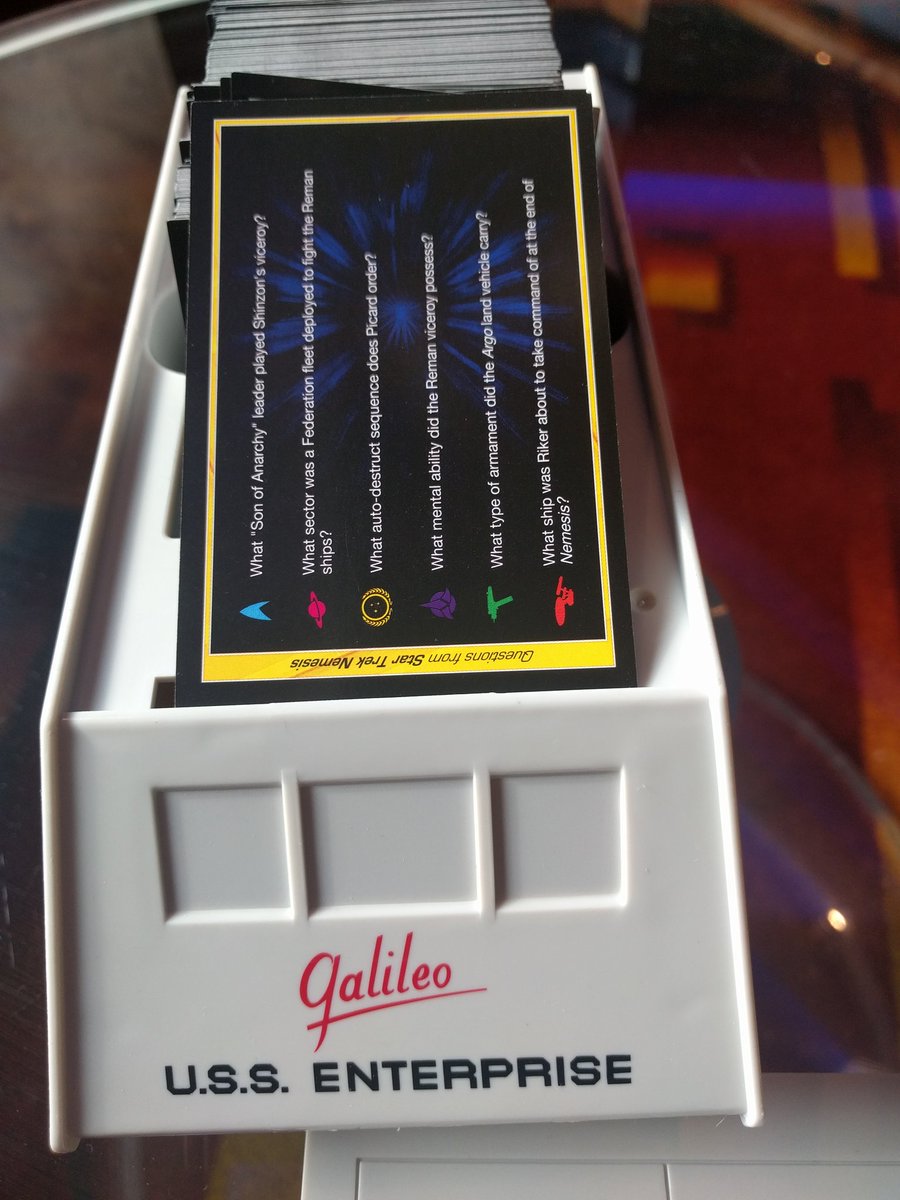 Questions from Star Trek Nemesis
What "Son of Anarchy" leader played Shinzon's viceroy?
What sector was a Federation fleet deployed to fight the Reman
ships?
What auto-destruct sequence does Picard order?
What mental ability did the Reman viceroy possess?
What type of armament did the Argo land vehicle carry?
What ship was Riker about to take command of at the end of
Nemesis?
Galileo
U.S.S. ENTERPRISE